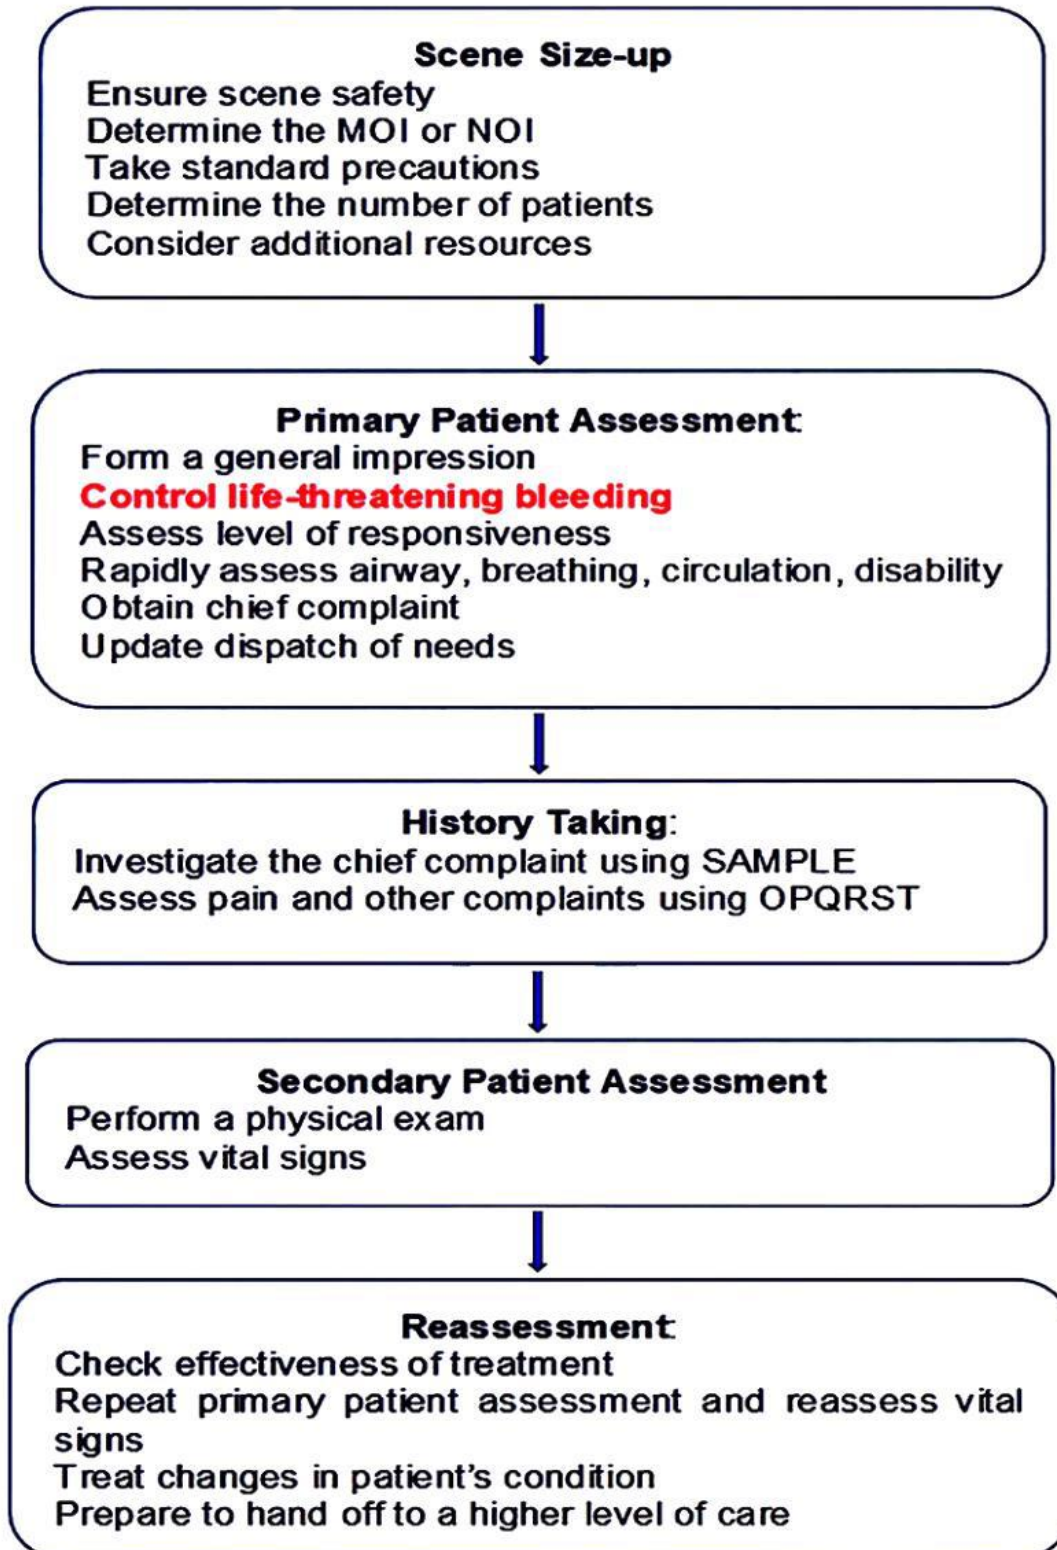 Scene Size-up
Ensure scene safety
Determine the MOI or NOI
Take standard precautions
Determine the number of patients
Consider additional resources
Primary Patient Assessment:
Form a general impression
Control life-threatening bleeding
Assess level of responsiveness
Rapidly assess airway, breathing, circulation, disability
Obtain chief complaint
Update dispatch of needs
History Taking:
Investigate the chief complaint using SAMPLE
Assess pain and other complaints using OPQRST
Secondary Patient Assessment
Perform a physical exam
Assess vital signs
Reassessment:
Check effectiveness of treatment
Repeat primary patient assessment and reassess vital
signs
Treat changes in patient's condition
Prepare to hand off to a higher level of care